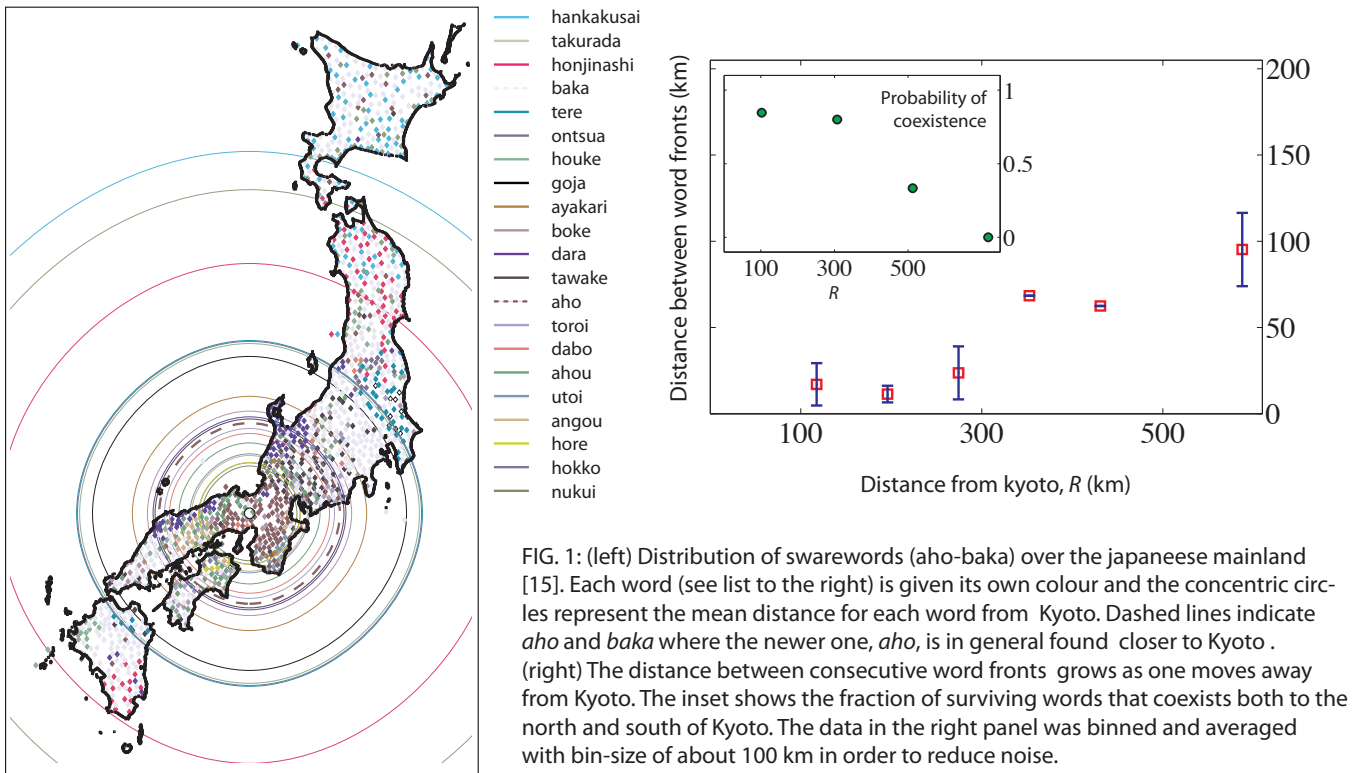 hankakusai
takurada
honjinashi
baka
tere
ontsua
houke
goja
ayakari
boke
dara
tawake
aho
toroi
dabo
ahou
utoi
angou
hore
hokko
nukui
Distance between word fronts (km)
200
150
100
50
0
Probability of
coexistence
1
0.5
0
100 300 500
R
100 300 500
Distance from kyoto, R (km)
FIG. 1: (left) Distribution of swarewords (aho-baka) over the japaneese mainland
[15]. Each word (see list to the right) is given its own colour and the concentric cir-
cles represent the mean distance for each word from Kyoto. Dashed lines indicate
aho and baka where the newer one, aho, is in general found closer to Kyoto .
(right) The distance between consecutive word fronts grows as one moves away
from Kyoto. The inset shows the fraction of surviving words that coexists both to the
north and south of Kyoto. The data in the right panel was binned and averaged
with bin-size of about 100 km in order to reduce noise.